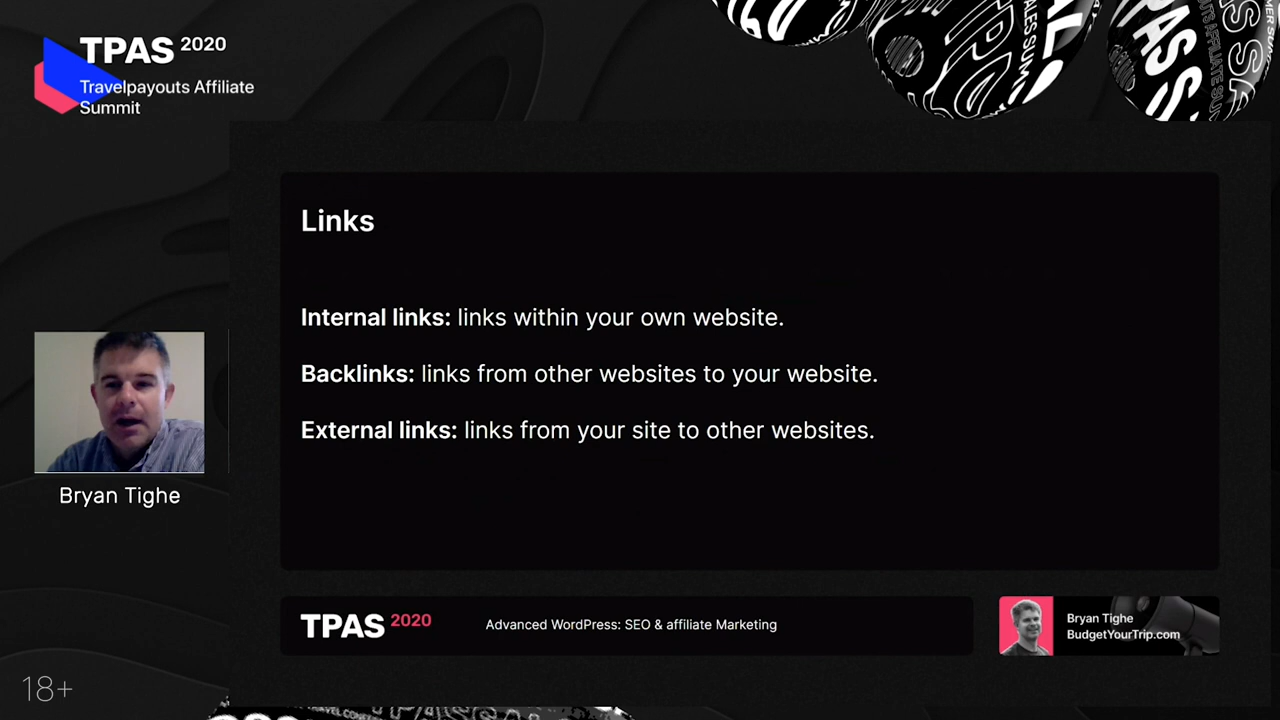 TPAS 2020
Travelpayouts Affiliate
Summit
Links
Internal links: links within your own website.
Backlinks: links from other websites to your website.
External links: links from your site to other websites.
Bryan Tighe
TPAS 2020
Advanced WordPress: SEO & affiliate Marketing
Bryan Tighe
BudgetYourTrip.com
18+